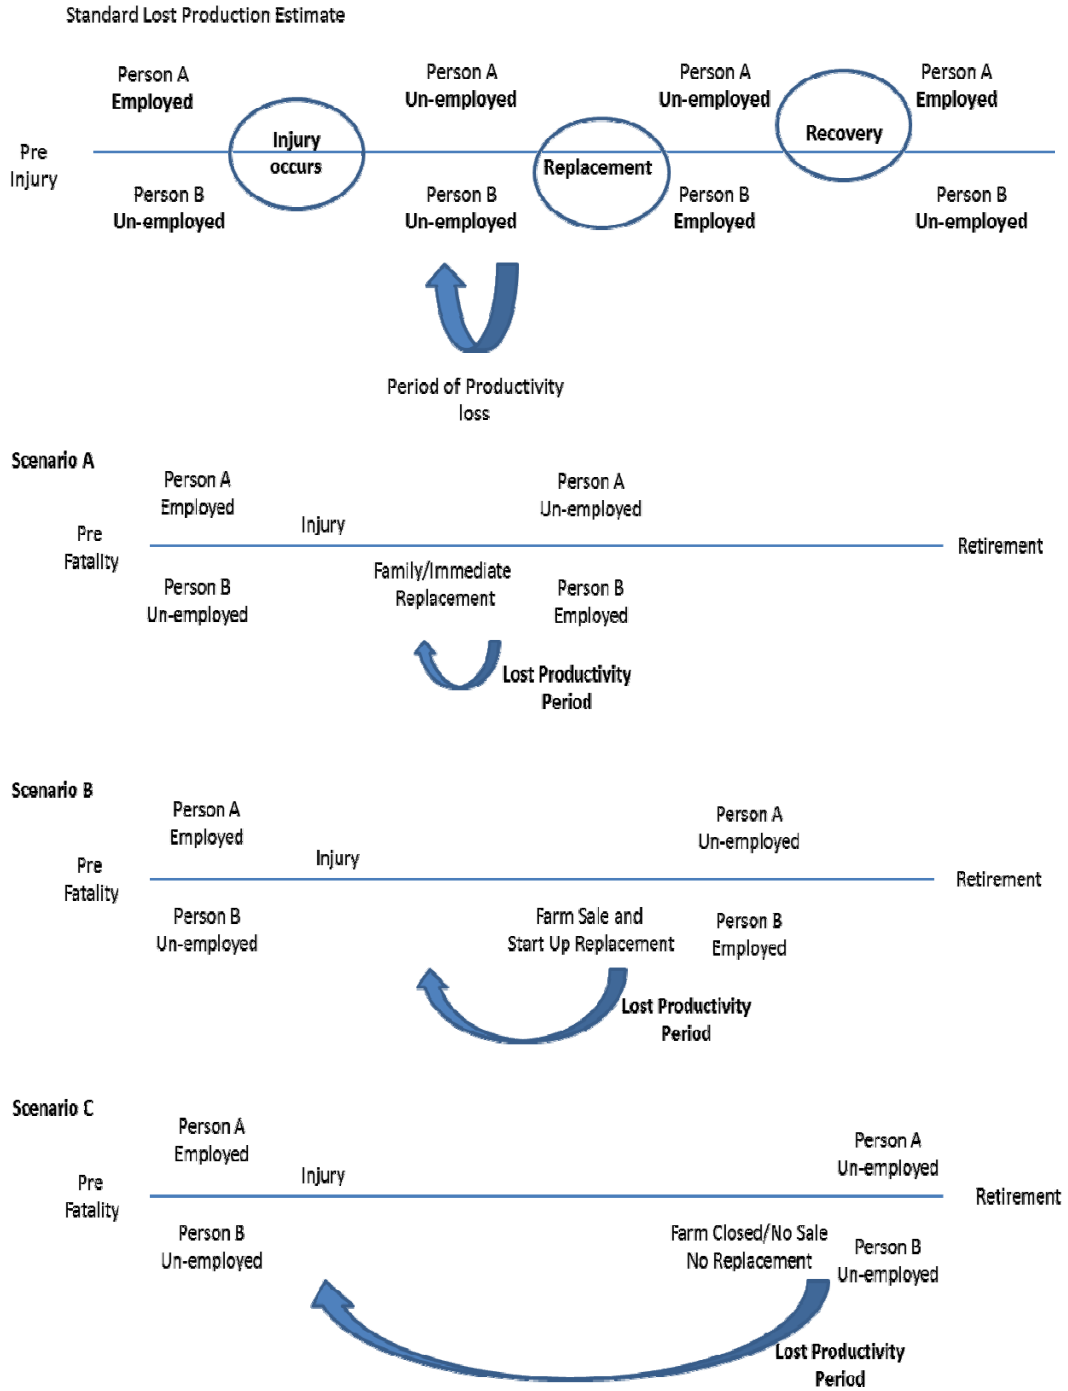 Standard Lost Production Estimate
Person A
Employed
Person A
Un-employed
Person A
Un-employed
Person A
Employed
Pre
Injury
Injury
occurs
Replacement
Recovery
Person B
Un-employed
Person B
Un-employed
Person B
Employed
Person B
Un-employed
Period of Productivity
loss
Scenario A
Person A
Employed
Person A
Un-employed
Injury
Pre
Fatality
Retirement
Person B
Un-employed
Family/Immediate
Replacement
Person B
Employed
Lost Productivity
Period
Scenario B
Person A
Employed
Person A
Un-employed
Injury
Pre
Fatality
Retirement
Person B
Un-employed
Farm Sale and
Start Up Replacement
Person B
Employed
Lost Productivity
Period
Scenario C
Person A
Employed
Person A
Un-employed
Injury
Pre
Fatality
Retirement
Person B
Un-employed
Farm Closed/No Sale
No Replacement
Person B
Un-employed
Lost Productivity
Period